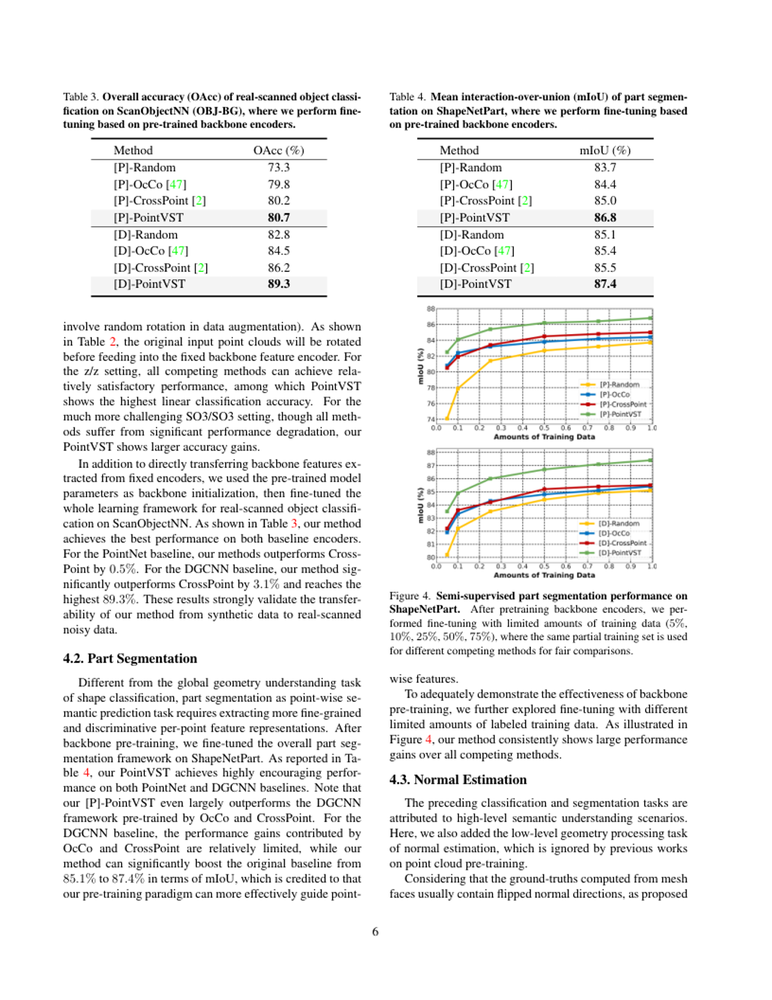 Table 3. Overall accuracy (OAcc) of real-scanned object classi-
fication on ScanObjectNN (OBJ-BG), where we perform fine-
tuning based on pre-trained backbone encoders.
Method OAcc (%)
[P]-Random 73.3
[P]-OcCo [47] 79.8
[P]-CrossPoint [2] 80.2
[P]-PointVST 80.7
[D]-Random 82.8
[D]-OcCo [47] 84.5
[D]-CrossPoint [2] 86.2
[D]-PointVST 89.3
involve random rotation in data augmentation). As shown
in Table 2, the original input point clouds will be rotated
before feeding into the fixed backbone feature encoder. For
the z/z setting, all competing methods can achieve rela-
tively satisfactory performance, among which PointVST
shows the highest linear classification accuracy. For the
much more challenging SO3/SO3 setting, though all meth-
ods suffer from significant performance degradation, our
PointVST shows larger accuracy gains.
In addition to directly transferring backbone features ex-
tracted from fixed encoders, we used the pre-trained model
parameters as backbone initialization, then fine-tuned the
whole learning framework for real-scanned object classifi-
cation on ScanObjectNN. As shown in Table 3, our method
achieves the best performance on both baseline encoders.
For the PointNet baseline, our methods outperforms Cross-
Point by 0.5%. For the DGCNN baseline, our method sig-
nificantly outperforms CrossPoint by 3.1% and reaches the
highest 89.3%. These results strongly validate the transfer-
ability of our method from synthetic data to real-scanned
noisy data.
4.2. Part Segmentation
Different from the global geometry understanding task
of shape classification, part segmentation as point-wise se-
mantic prediction task requires extracting more fine-grained
and discriminative per-point feature representations. After
backbone pre-training, we fine-tuned the overall part seg-
mentation framework on ShapeNetPart. As reported in Ta-
ble 4, our PointVST achieves highly encouraging perfor-
mance on both PointNet and DGCNN baselines. Note that
our [P]-PointVST even largely outperforms the DGCNN
framework pre-trained by OcCo and CrossPoint. For the
DGCNN baseline, the performance gains contributed by
OcCo and CrossPoint are relatively limited, while our
method can significantly boost the original baseline from
85.1% to 87.4% in terms of mIoU, which is credited to that
our pre-training paradigm can more effectively guide point-
Table 4. Mean interaction-over-union (mIoU) of part segmen-
tation on ShapeNetPart, where we perform fine-tuning based
on pre-trained backbone encoders.
Method mIoU (%)
[P]-Random 83.7
[P]-OcCo [47] 84.4
[P]-CrossPoint [2] 85.0
[P]-PointVST 86.8
[D]-Random 85.1
[D]-OcCo [47] 85.4
[D]-CrossPoint [2] 85.5
[D]-PointVST 87.4
88
86
84
82
80
78
76
74
mIoU (%)
[P]-Random
[P]-OcCo
[P]-CrossPoint
[P]-PointVST
0.0 0.1 0.2 0.3 0.4 0.5 0.6 0.7 0.8 0.9 1.0
Amounts of Training Data
88
87
86
85
84
83
82
81
80
mIoU (%)
[D]-Random
[D]-OcCo
[D]-CrossPoint
[D]-PointVST
0.0 0.1 0.2 0.3 0.4 0.5 0.6 0.7 0.8 0.9 1.0
Amounts of Training Data
Figure 4. Semi-supervised part segmentation performance on
ShapeNetPart. After pretraining backbone encoders, we per-
formed fine-tuning with limited amounts of training data (5%,
10%, 25%, 50%, 75%), where the same partial training set is used
for different competing methods for fair comparisons.
wise features.
To adequately demonstrate the effectiveness of backbone
pre-training, we further explored fine-tuning with different
limited amounts of labeled training data. As illustrated in
Figure 4, our method consistently shows large performance
gains over all competing methods.
4.3. Normal Estimation
The preceding classification and segmentation tasks are
attributed to high-level semantic understanding scenarios.
Here, we also added the low-level geometry processing task
of normal estimation, which is ignored by previous works
on point cloud pre-training.
Considering that the ground-truths computed from mesh
faces usually contain flipped normal directions, as proposed
6